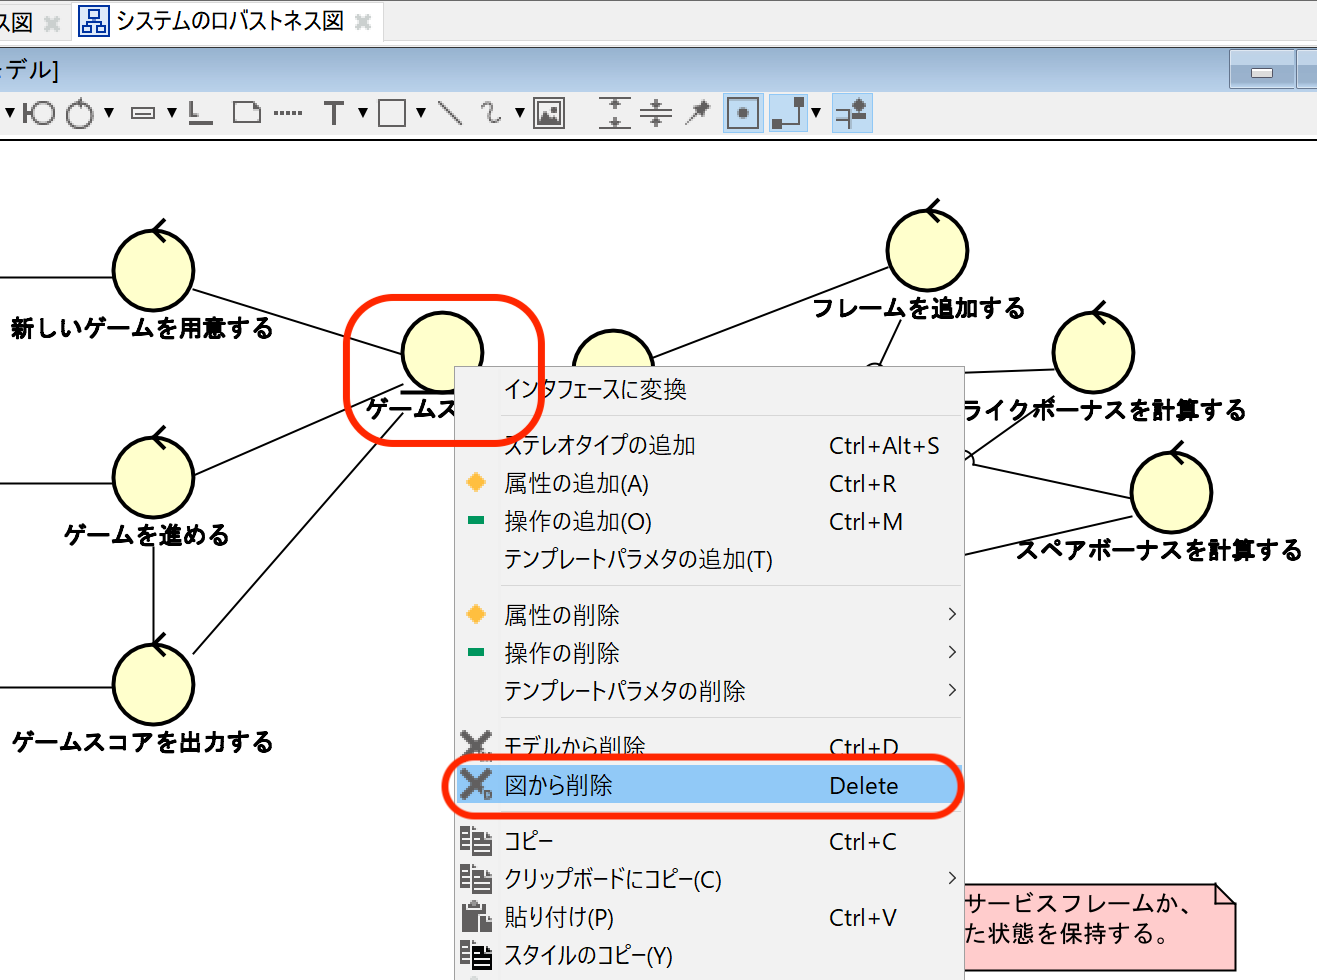 ス図
システムのロバストネス図
モデル]
フレームを追加する
新しいゲームを用意する
インタフェースに変換
ゲームス
ライクボーナスを計算する
ステレオタイプの追加 Ctrl+Alt+S
属性の追加(A) Ctrl+R
操作の追加(O) Ctrl+M
ゲームを進める
スペアボーナスを計算する
テンプレートパラメタの追加(T)
属性の削除
操作の削除
テンプレートパラメタの削除
ゲームスコアを出力する
モデルから削除 Ctrl+D
図から削除 Delete
コピー Ctrl+C
クリップボードにコピー(C)
サービスフレームか、
貼り付け(P) Ctrl+V
た状態を保持する。
スタイルのコピー(Y)